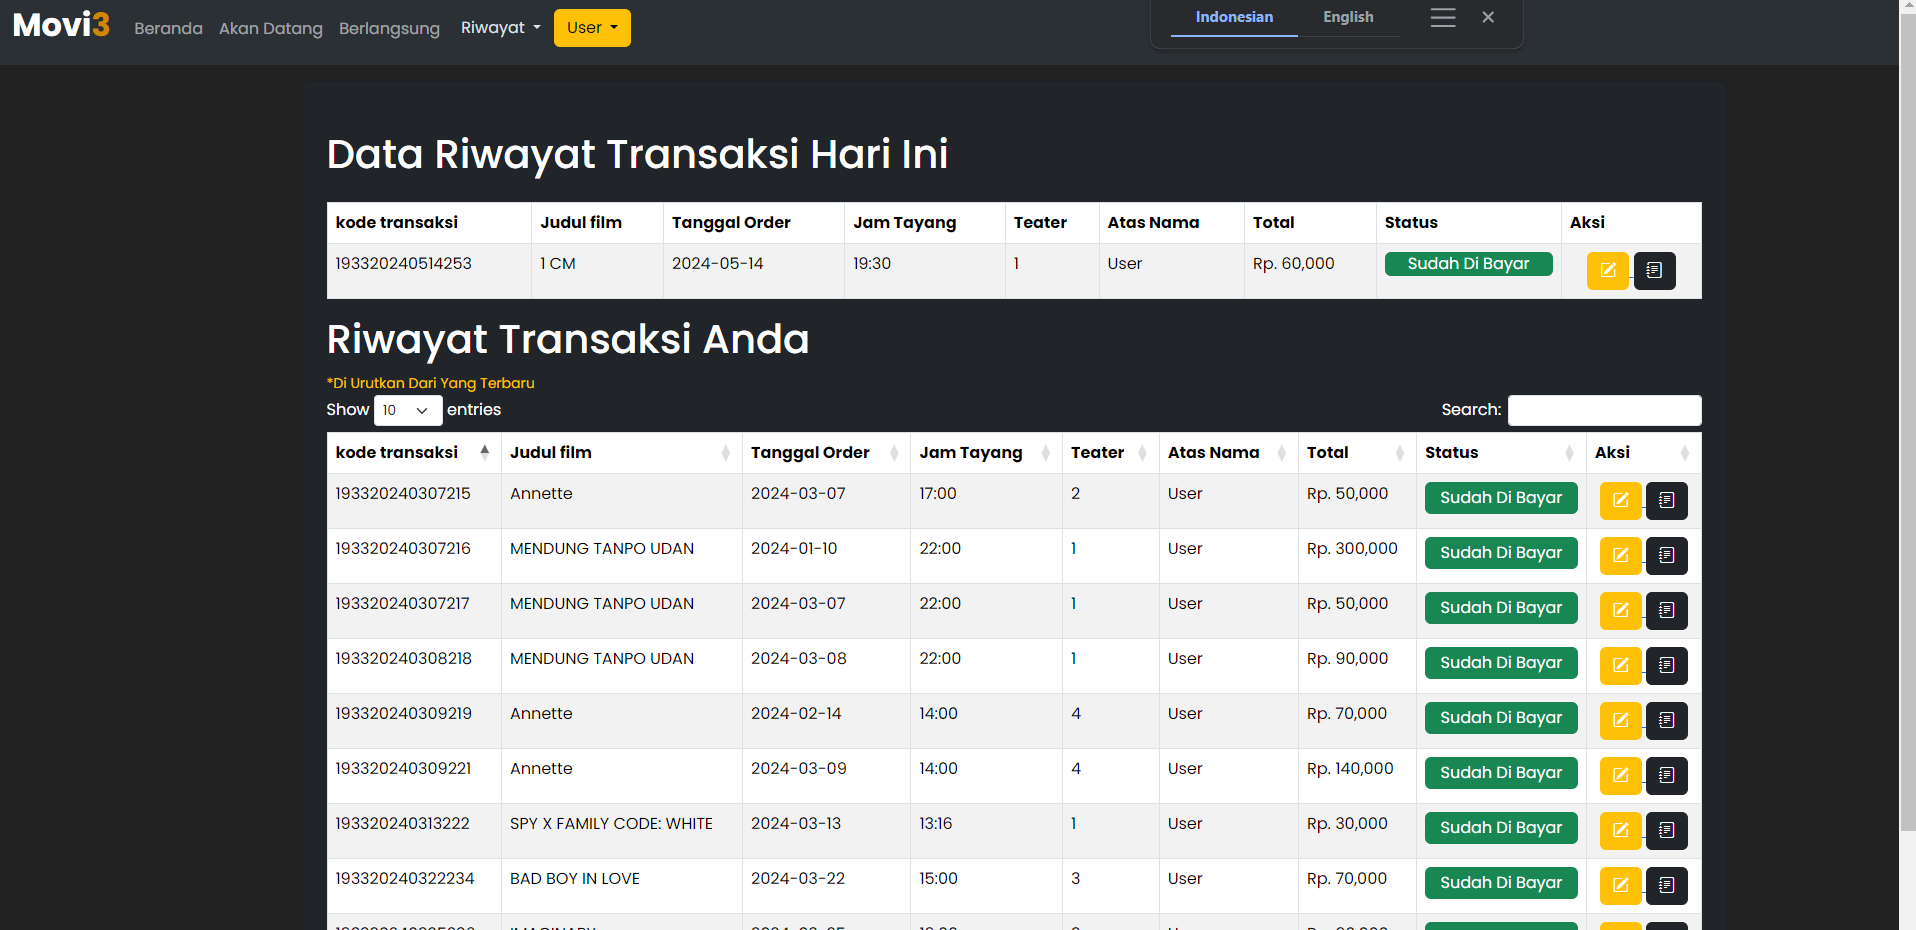 Movi3 Beranda Akan Datang Berlangsung Riwayat User
Indonesian English
Data Riwayat Transaksi Hari Ini
kode transaksi Judul film Tanggal Order Jam Tayang Teater Atas Nama Total Status Aksi
193320240514253 1 CM 2024-05-14 19:30 1 User Rp. 60,000 Sudah Di Bayar
Riwayat Transaksi Anda
*Di Urutkan Dari Yang Terbaru
Show 10 entries Search:
kode transaksi Judul film Tanggal Order Jam Tayang Teater Atas Nama Total Status Aksi
193320240307215 Annette 2024-03-07 17:00 2 User Rp. 50,000 Sudah Di Bayar
193320240307216 MENDUNG TANPO UDAN 2024-01-10 22:00 1 User Rp. 300,000 Sudah Di Bayar
193320240307217 MENDUNG TANPO UDAN 2024-03-07 22:00 1 User Rp. 50,000 Sudah Di Bayar
193320240308218 MENDUNG TANPO UDAN 2024-03-08 22:00 1 User Rp. 90,000 Sudah Di Bayar
193320240309219 Annette 2024-02-14 14:00 4 User Rp. 70,000 Sudah Di Bayar
193320240309221 Annette 2024-03-09 14:00 4 User Rp. 140,000 Sudah Di Bayar
193320240313222 SPY X FAMILY CODE: WHITE 2024-03-13 13:16 1 User Rp. 30,000 Sudah Di Bayar
193320240322234 BAD BOY IN LOVE 2024-03-22 15:00 3 User Rp. 70,000 Sudah Di Bayar